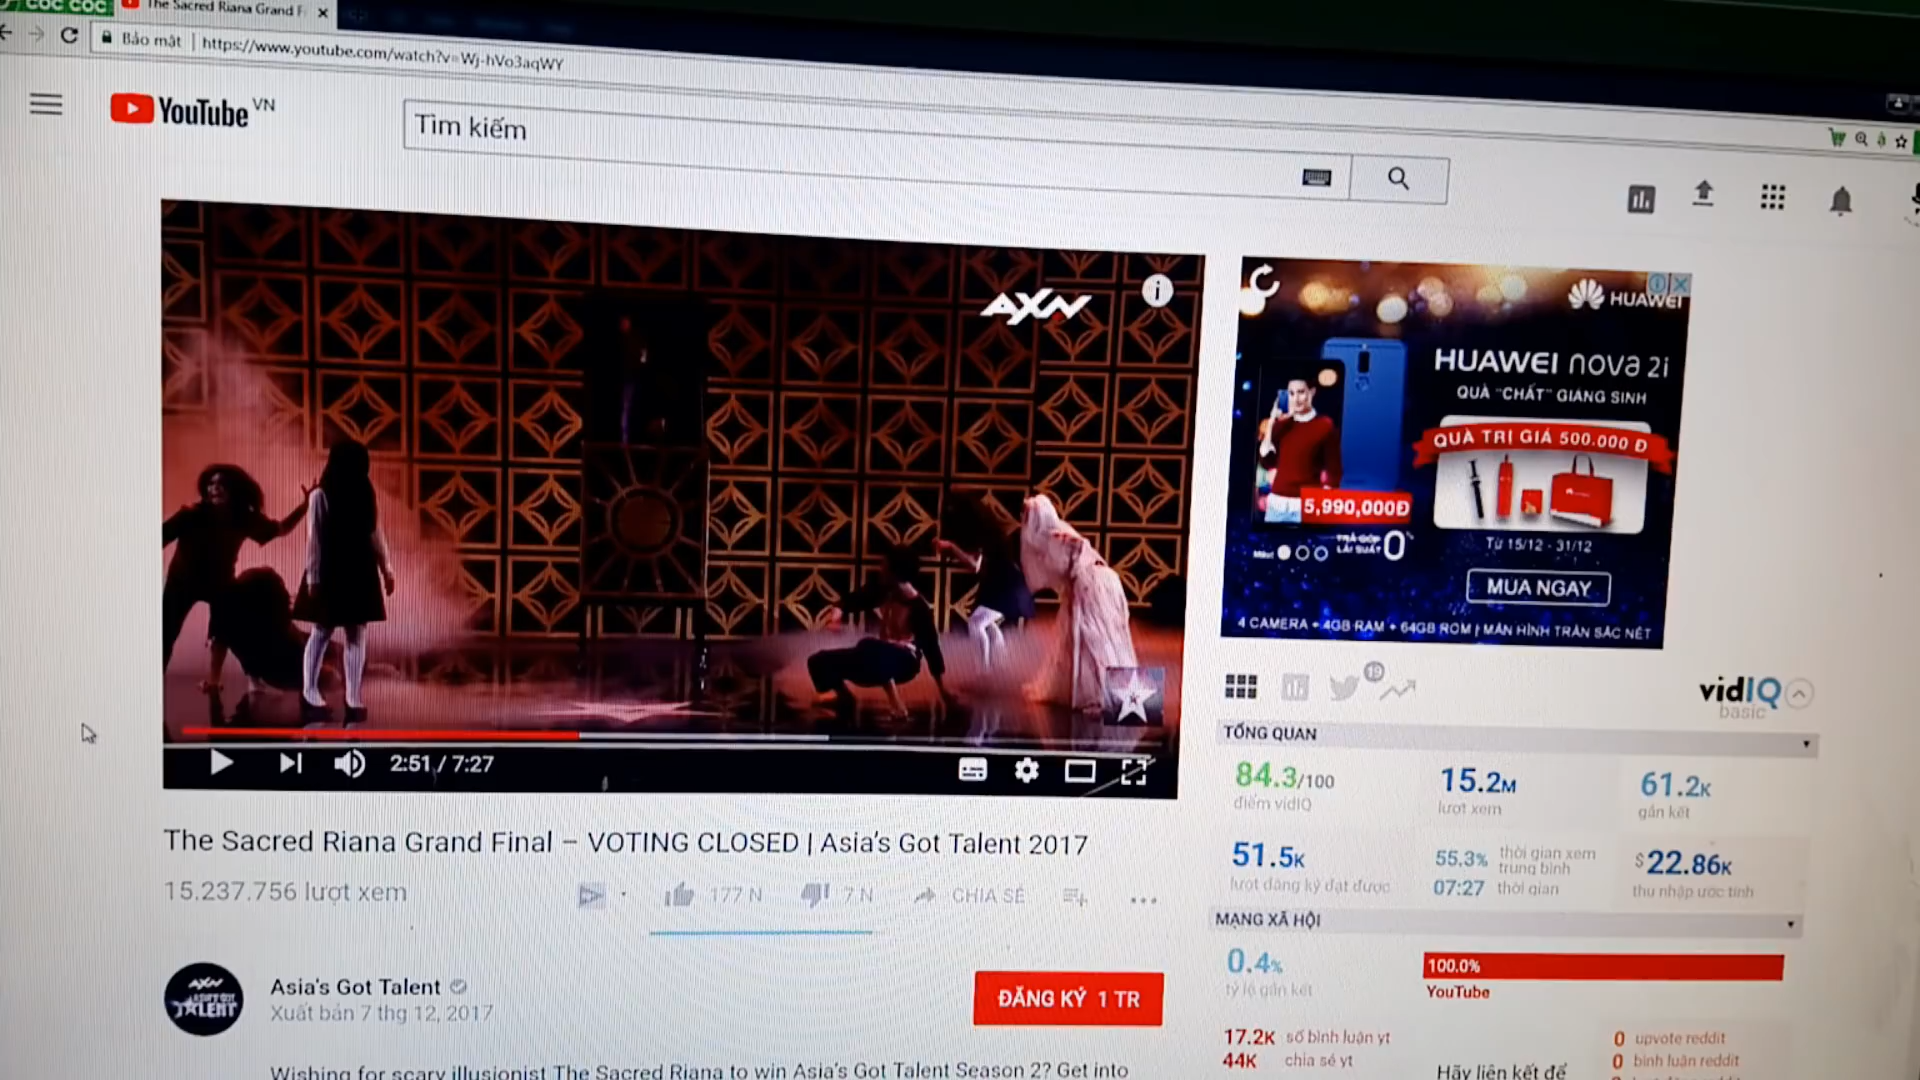 CỐC CỐC
The Sacred Riana Grand F
Bảo mật | https://www.youtube.com/watch?v=Wj-hVo3aqWY
YouTube VN
Tìm kiếm
AXN
HUAWEI
HUAWEI nova 2i
QUÀ "CHẤT" GIÁNG SINH
QUÀ TRỊ GIÁ 500.000 Đ
5,990,000Đ
TRẢ GÓP
LÃI SUẤT 0%
Từ 15/12 - 31/12
MUA NGAY
4 CAMERA + 4GB RAM + 64GB ROM | MÀN HÌNH TRÀN SẮC NÉT
2:51 / 7:27
19
vidIQ
basic
TỔNG QUAN
84.3/100
điểm vidIQ
15.2M
lượt xem
61.2K
gắn kết
51.5K
lượt đăng ký đạt được
55.3% thời gian xem trung bình
07:27 thời gian
$22.86K
thu nhập ước tính
MẠNG XÃ HỘI
0.4%
tỷ lệ gắn kết
100.0%
YouTube
17.2K số bình luận yt
44K chia sẻ yt
0 upvote reddit
0 bình luận reddit
Hãy liên kết để
The Sacred Riana Grand Final – VOTING CLOSED | Asia's Got Talent 2017
15.237.756 lượt xem
177 N
7 N
CHIA SẺ
AXN
ASIA'S GOT
TALENT
Asia's Got Talent
Xuất bản 7 thg 12, 2017
ĐĂNG KÝ 1 TR
Wishing for scary illusionist The Sacred Riana to win Asia's Got Talent Season 2? Get into